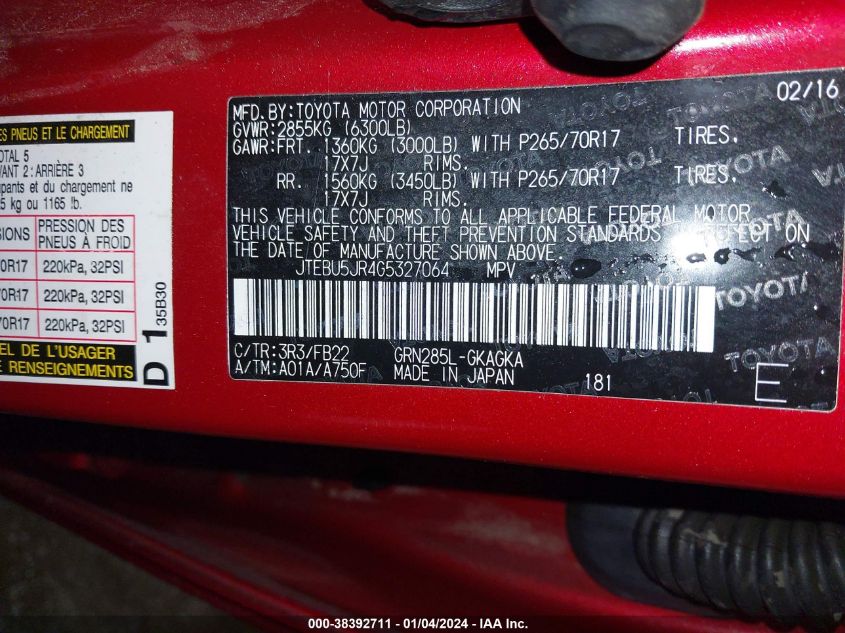 ES PNEUS ET LE CHARGEMENT
OTAL 5
VANT 2: ARRIÈRE 3
upants et du chargement ne
5 kg ou 1165 lb.
SIONS PRESSION DES PNEUS À FROID
70R17 220kPa, 32PSI
70R17 220kPa, 32PSI
70R17 220kPa, 32PSI
EL DE L'USAGER
E RENSEIGNEMENTS
D 1 35B30
02/16
MFD. BY: TOYOTA MOTOR CORPORATION
GVWR: 2855KG (6300LB)
GAWR: FRT. 1360KG (3000LB) WITH P265/70R17 TIRES.
17X7J RIMS.
RR. 1560KG (3450LB) WITH P265/70R17 TIRES.
17X7J RIMS.
THIS VEHICLE CONFORMS TO ALL APPLICABLE FEDERAL MOTOR
VEHICLE SAFETY AND THEFT PREVENTION STANDARDS IN EFFECT ON
THE DATE OF MANUFACTURE SHOWN ABOVE.
JTEBU5JR4G5327064 MPV
C/TR: 3R3/FB22 GRN285L-GKAGKA
A/TM: A01A/A750F MADE IN JAPAN 181 E
TOYOTA
000-38392711 - 01/04/2024 - IAA Inc.